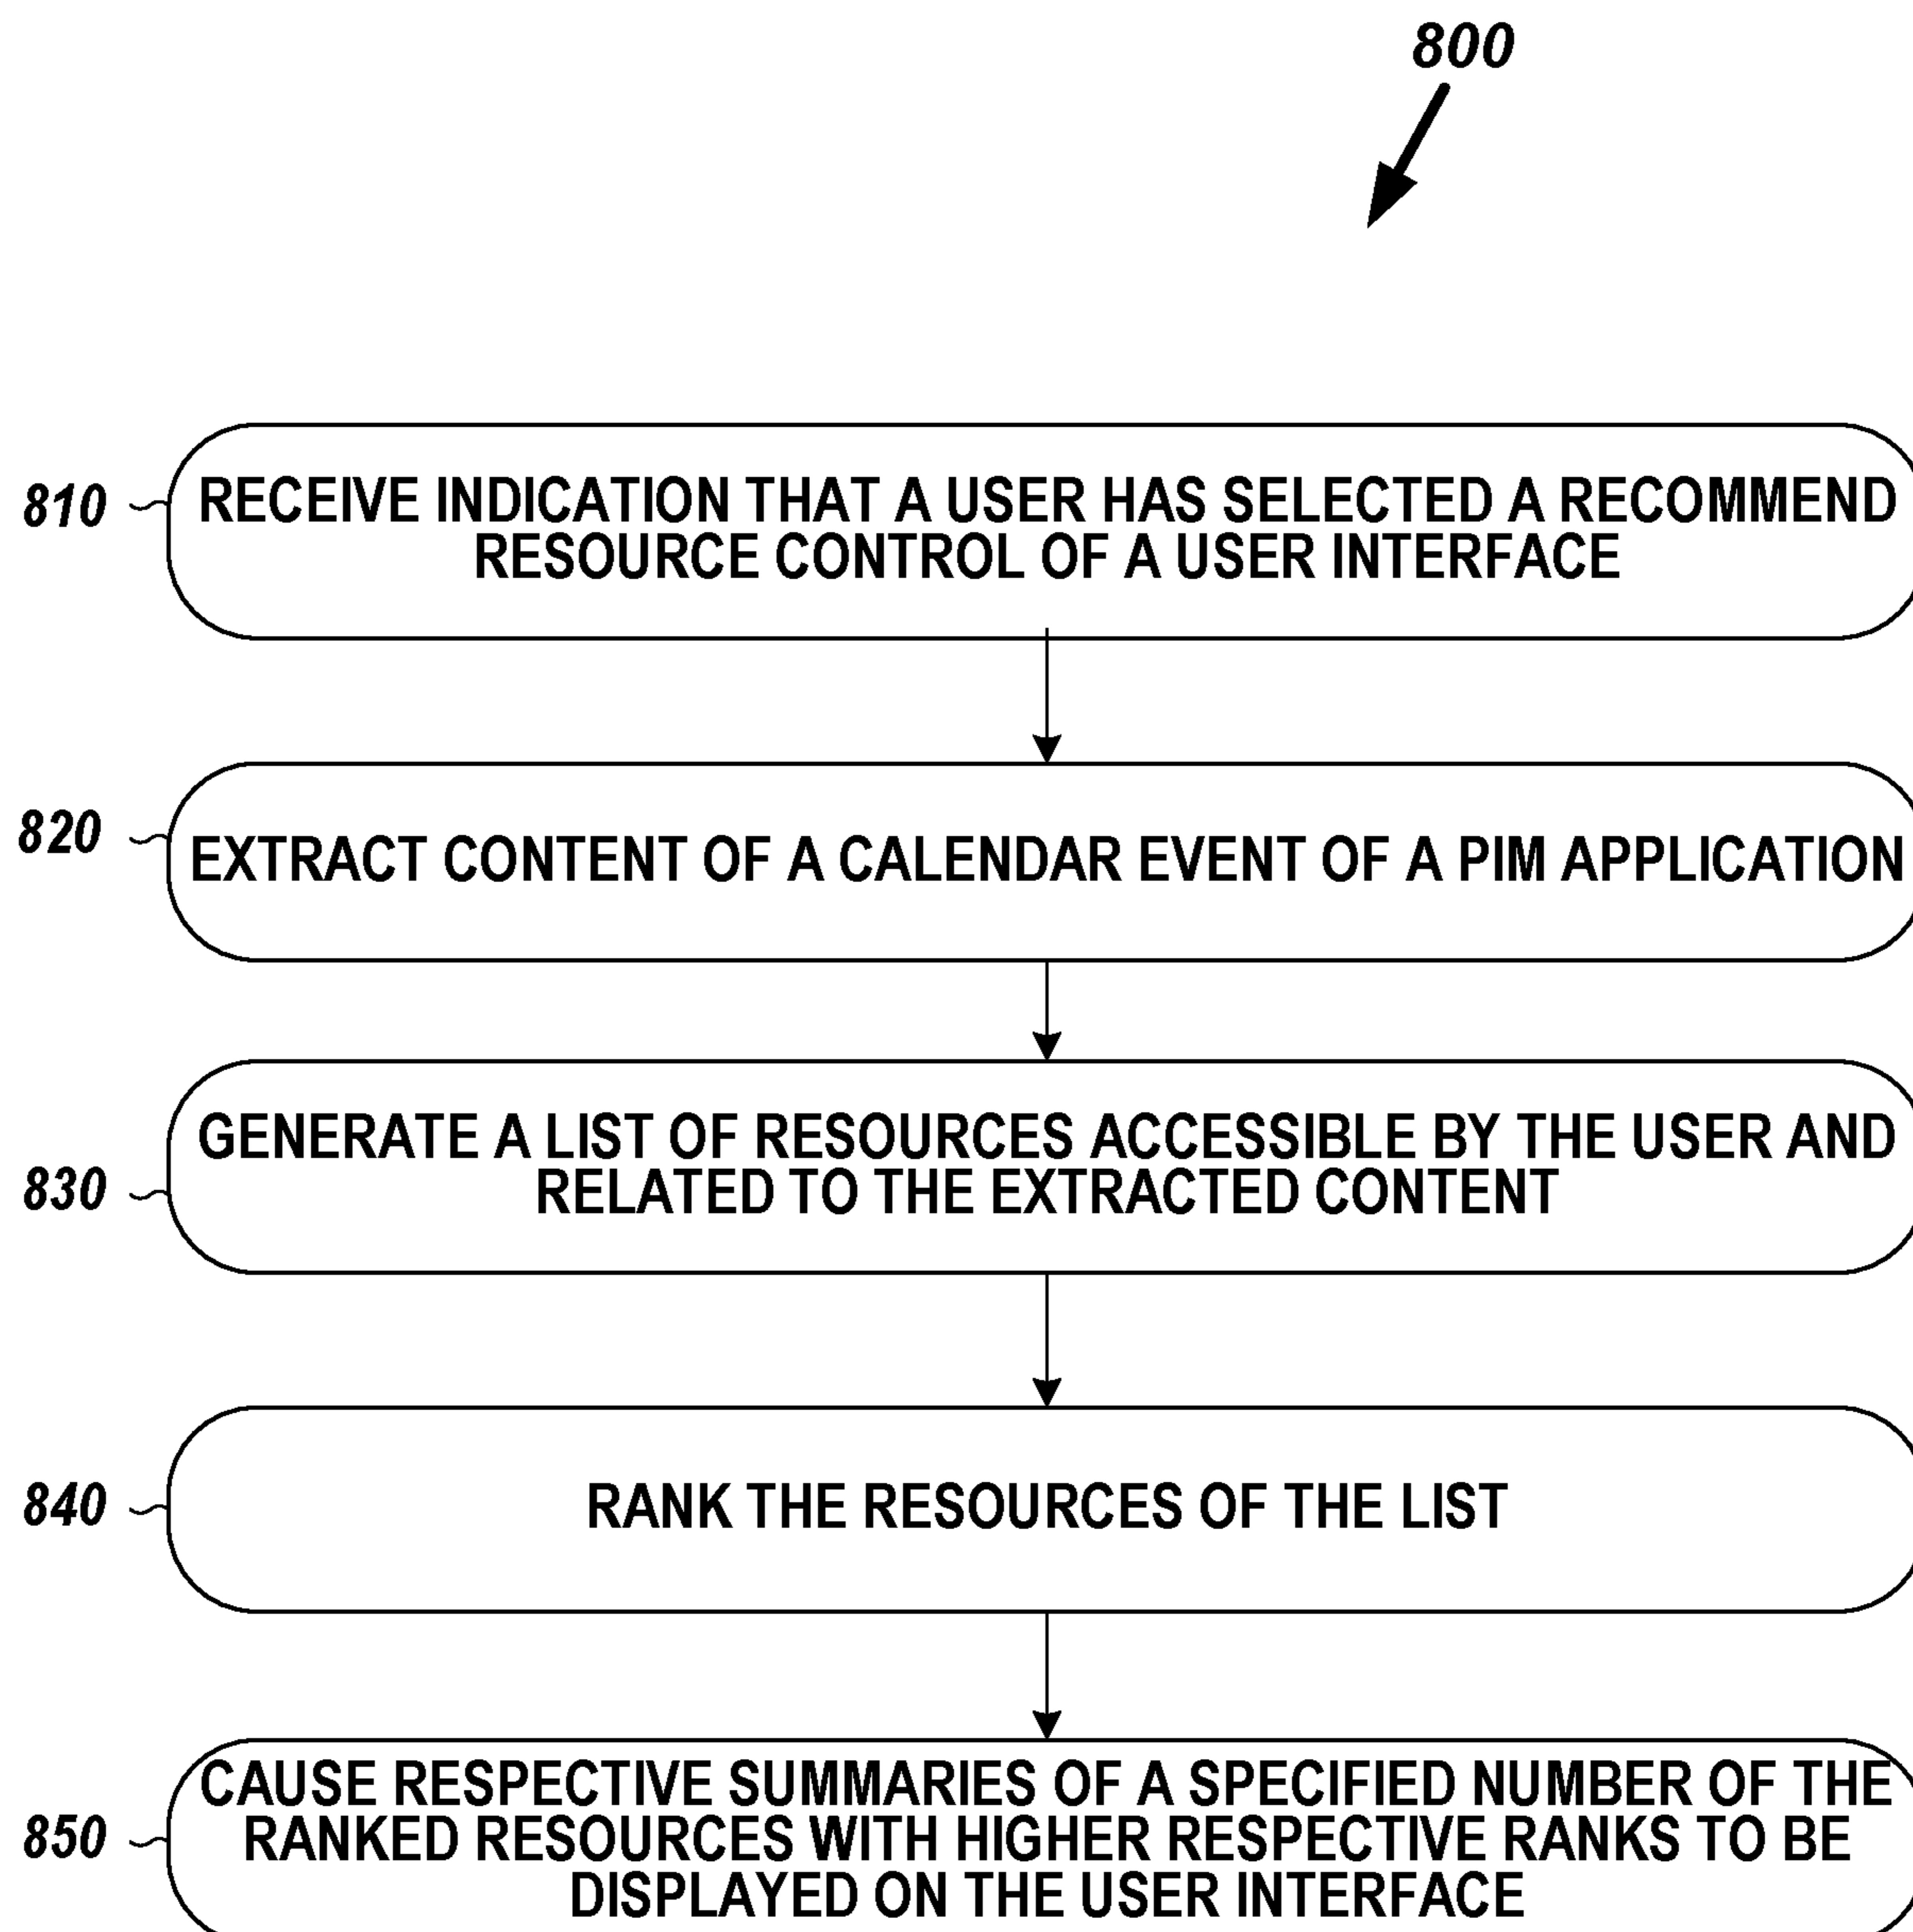 800
810
RECEIVE INDICATION THAT A USER HAS SELECTED A RECOMMEND
RESOURCE CONTROL OF A USER INTERFACE
820
EXTRACT CONTENT OF A CALENDAR EVENT OF A PIM APPLICATION
GENERATE A LIST OF RESOURCES ACCESSIBLE BY THE USER AND
RELATED TO THE EXTRACTED CONTENT
830
840
RANK THE RESOURCES OF THE LIST
CAUSE RESPECTIVE SUMMARIES OF A SPECIFIED NUMBER OF THE
850
RANKED RESOURCES WITH HIGHER RESPECTIVE RANKS TO BE
DISPLAYED ON THE USER INTERFACE